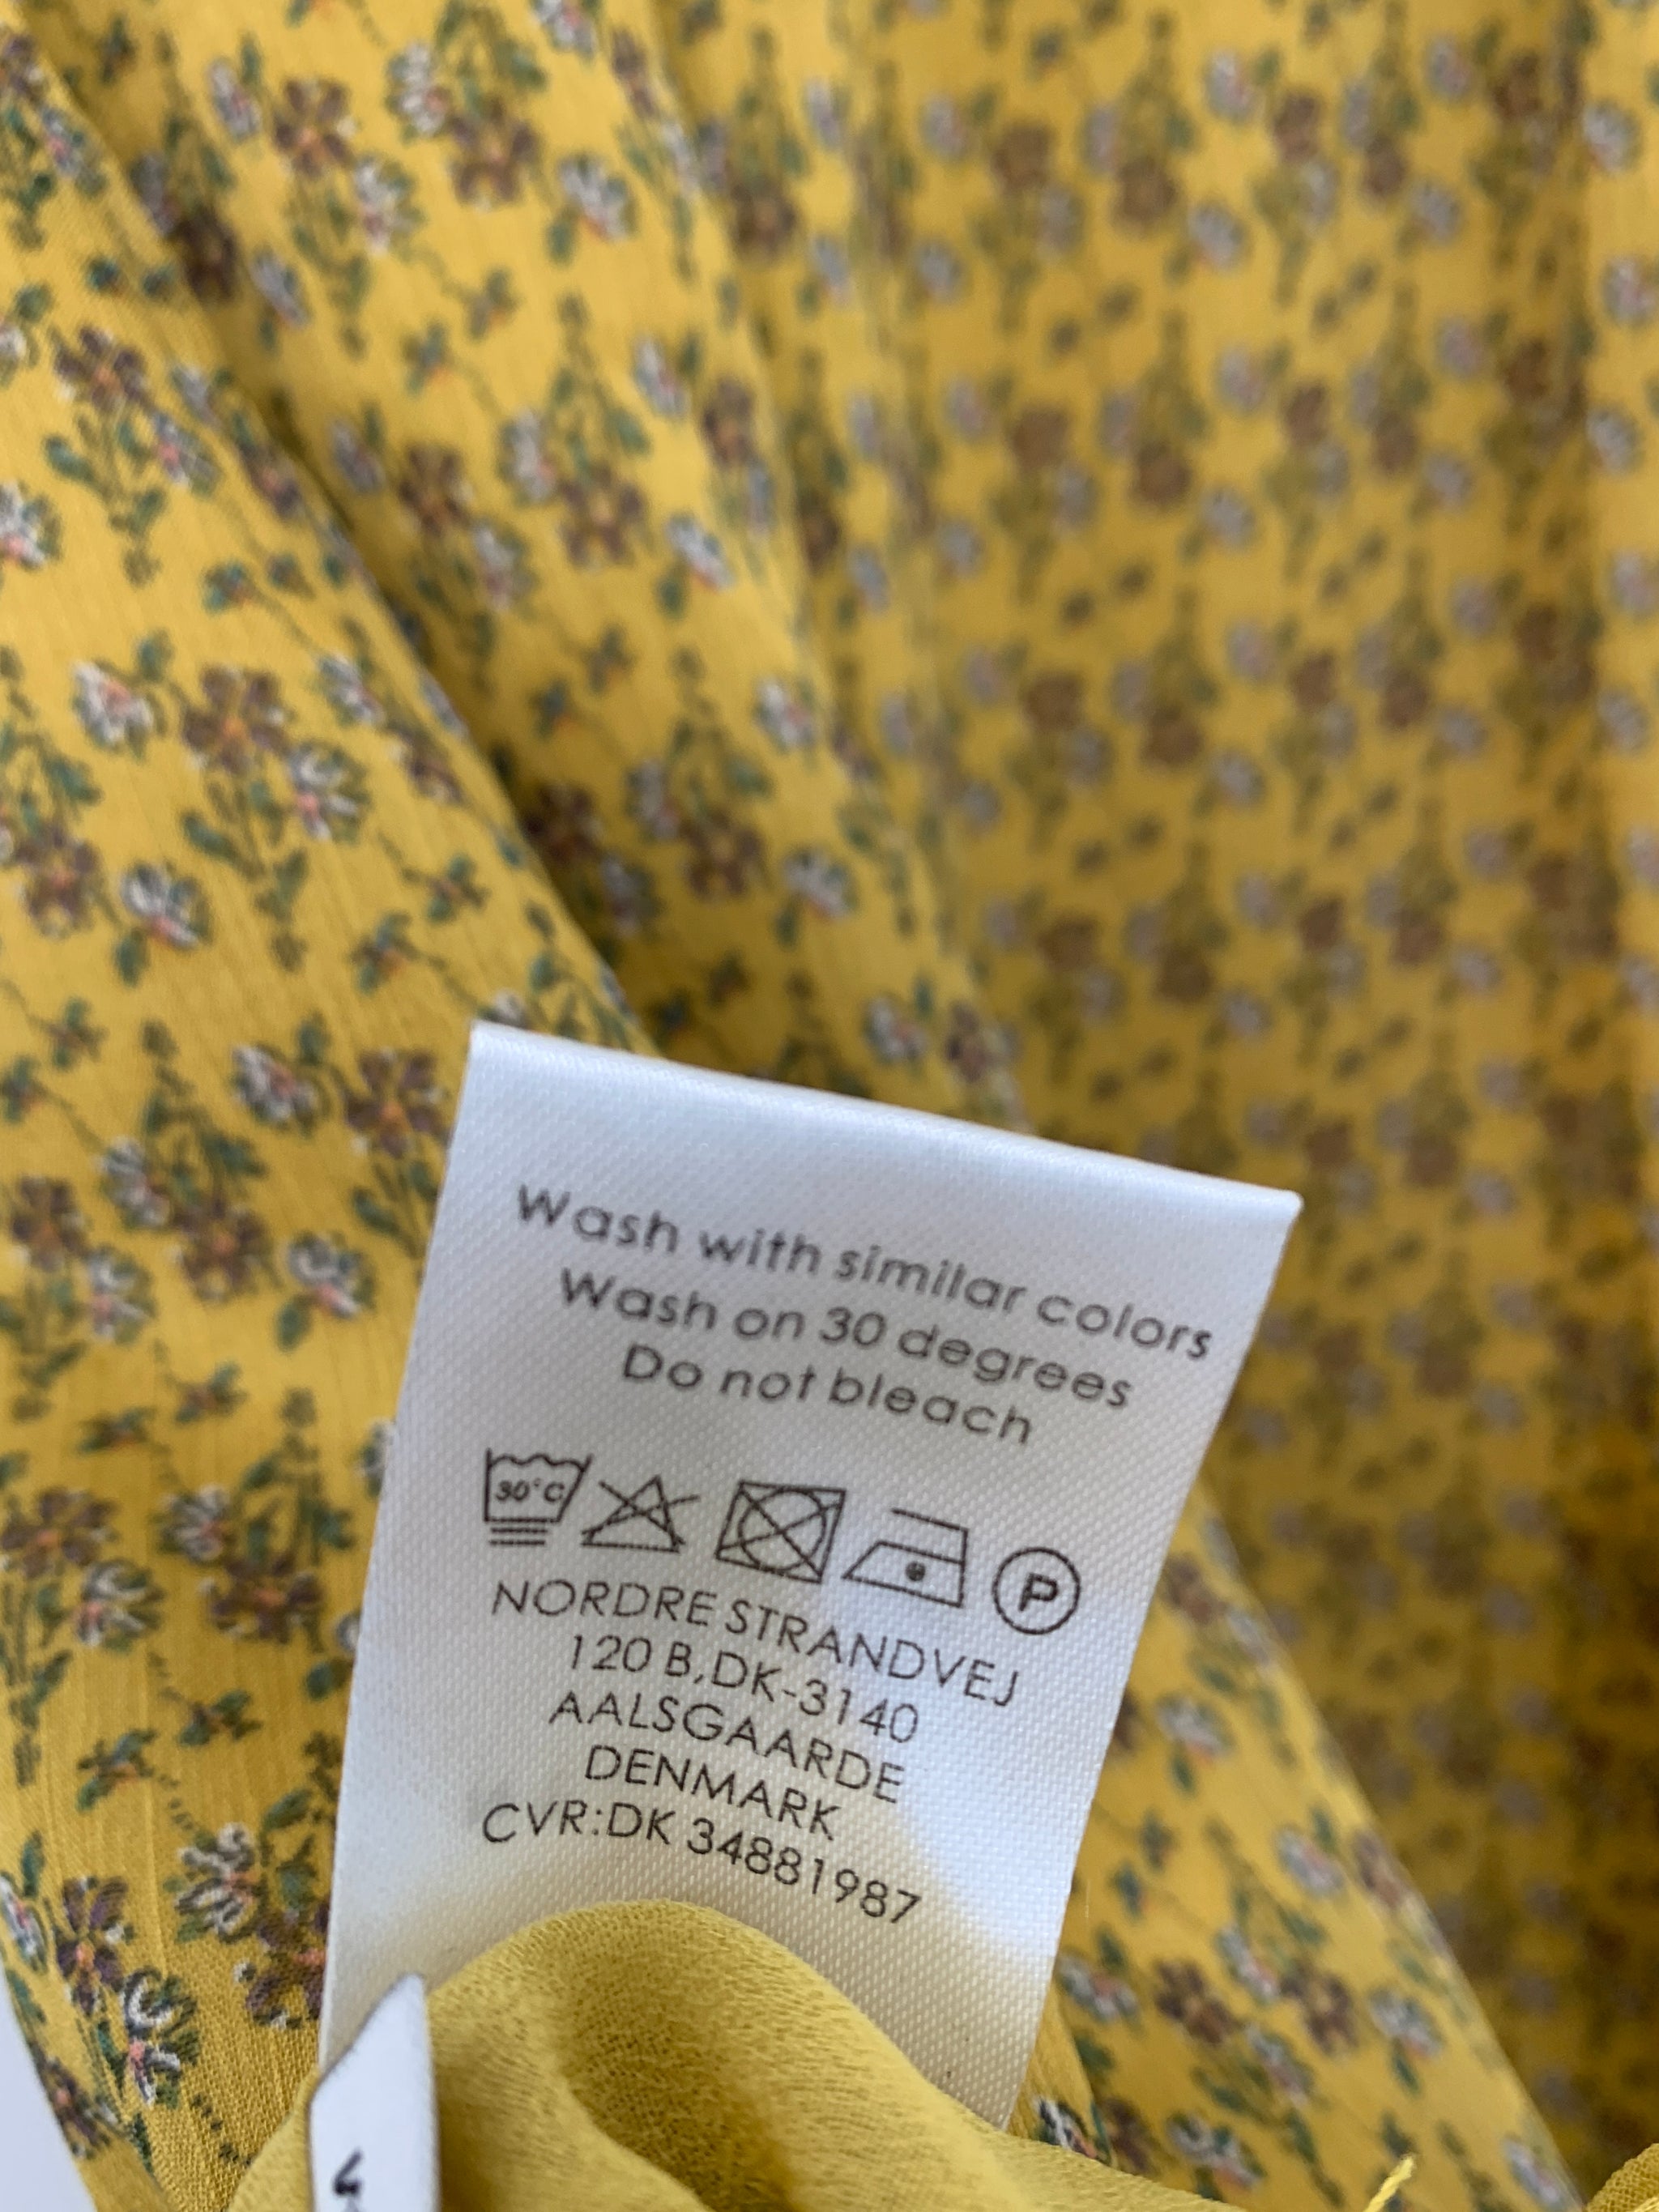 Wash with similar colors
Wash on 30 degrees
Do not bleach
30°C P
NORDRE STRANDVEJ
120 B,DK-3140
AALSGAARDE
DENMARK
CVR:DK 34881987